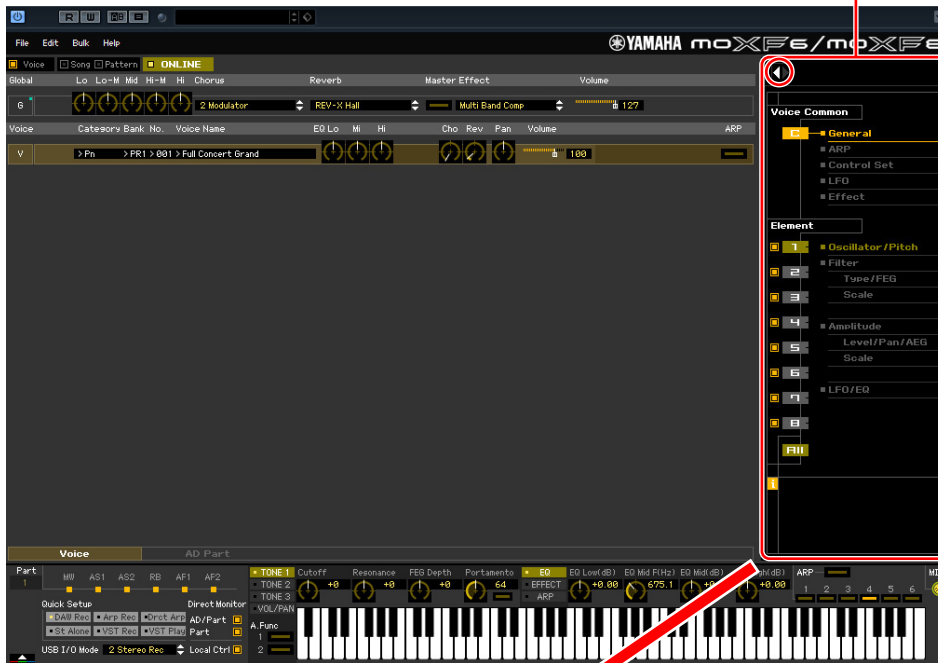 YAMAHA MOXF6/MOXF8
File Edit Bulk Help
Voice Song Pattern ONLINE
Global Lo Lo-M Mid Hi-M Hi Chorus Reverb Master Effect Volume
G 2 Modulator REV-X Hall Multi Band Comp 127
Voice Category Bank No. Voice Name EQ Lo Mi Hi Cho Rev Pan Volume ARP
V >Pn >PR1 >001 >Full Concert Grand 100
Voice Common
C General
ARP
Control Set
LFO
Effect
Element
1 Oscillator/Pitch
2 Filter
Type/FEG
3 Scale
4 Amplitude
5 Level/Pan/AEG
Scale
6
7 LFO/EQ
8
All
i
Voice AD Part
Part
1
MW AS1 AS2 RB AF1 AF2
Quick Setup Direct Monitor
DAW Rec Arp Rec Drct Arp AD/Part
St Alone VST Rec VST Play Part
USB I/O Mode 2 Stereo Rec Local Ctrl
TONE 1 Cutoff Resonance FEG Depth Portamento EQ EQ Low(dB) EQ Mid F(Hz) EQ Mid(dB) ARP
TONE 2 +0 +0 +0 64 EFFECT +0.00 675.1 +0.00 1 2 3 4 5 6
TONE 3 ARP
VOL/PAN
A.Func
1
2